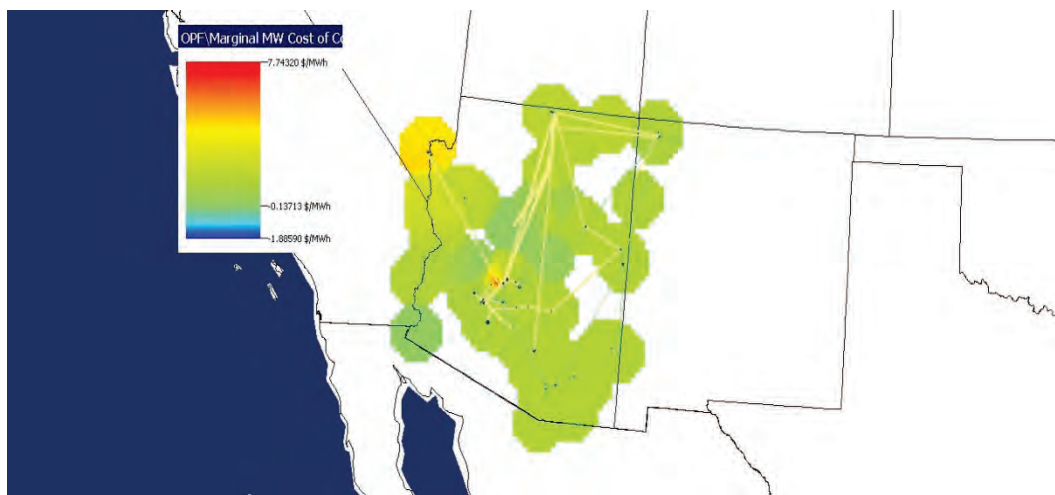 OPF\Marginal MW Cost of Co
7.74320 $/MWh
-0.13713 $/MWh
-1.88590 $/MWh